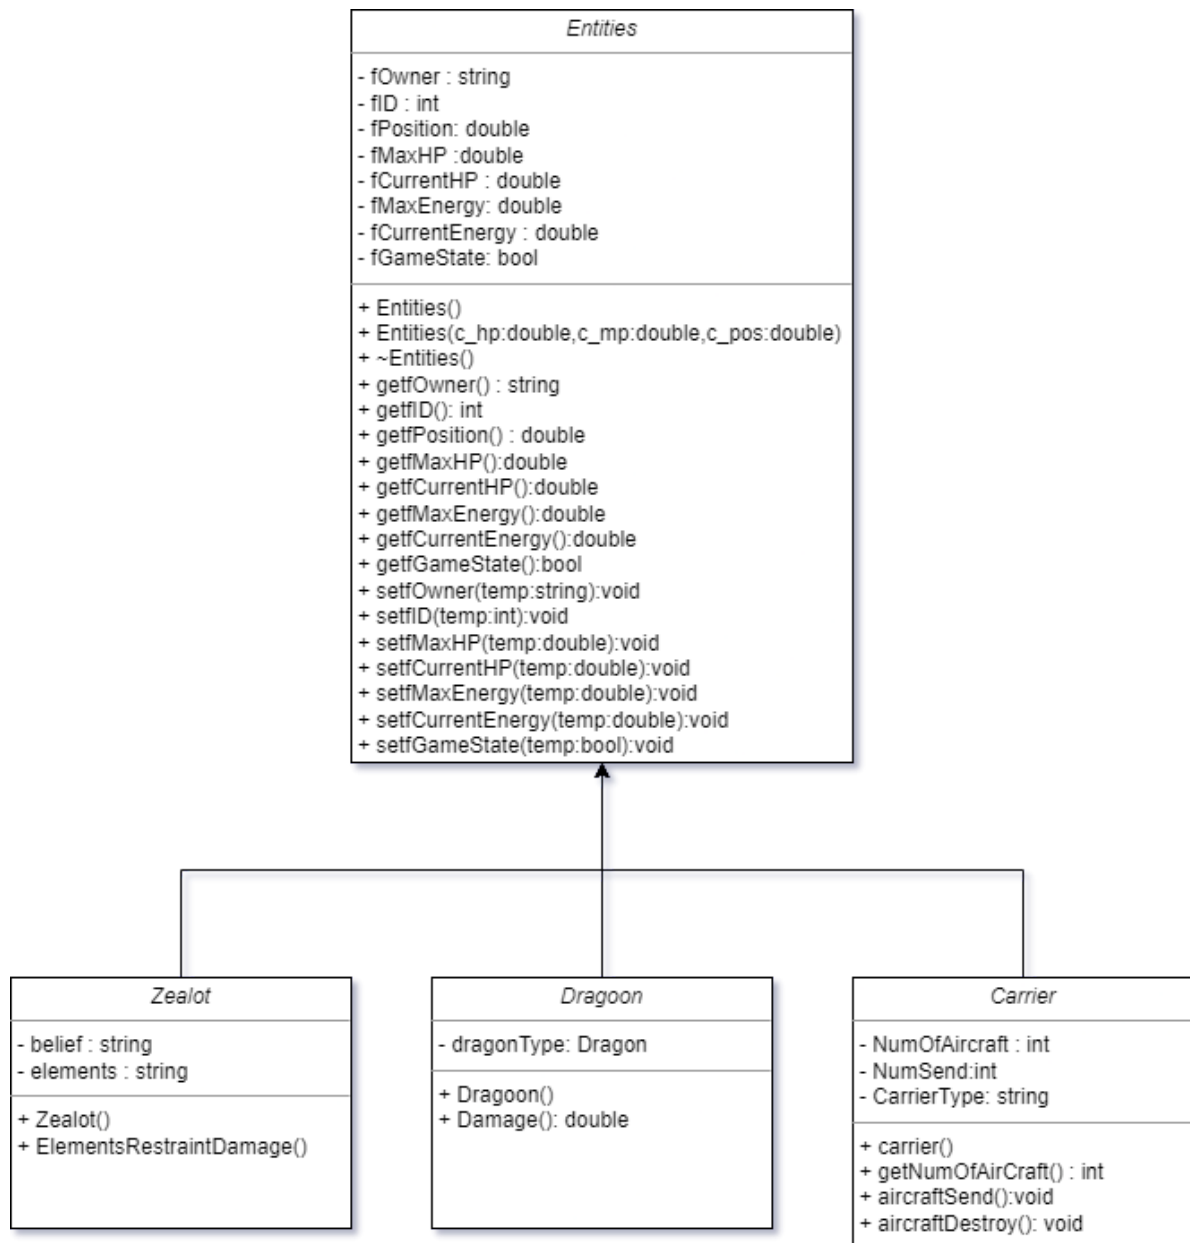 Entities
- fOwner : string
- fID : int
- fPosition: double
- fMaxHP :double
- fCurrentHP : double
- fMaxEnergy: double
- fCurrentEnergy : double
- fGameState: bool
+ Entities()
+ Entities(c_hp:double,c_mp:double,c_pos:double)
+ ~Entities()
+ getfOwner() : string
+ getfID(): int
+ getfPosition() : double
+ getfMaxHP():double
+ getfCurrentHP():double
+ getfMaxEnergy():double
+ getfCurrentEnergy():double
+ getfGameState():bool
+ setfOwner(temp:string):void
+ setfID(temp:int):void
+ setfMaxHP(temp:double):void
+ setfCurrentHP(temp:double):void
+ setfMaxEnergy(temp:double):void
+ setfCurrentEnergy(temp:double):void
+ setfGameState(temp:bool):void
Zealot
- belief : string
- elements : string
+ Zealot()
+ ElementsRestraintDamage()
Dragoon
- dragonType: Dragon
+ Dragoon()
+ Damage(): double
Carrier
- NumOfAircraft : int
- NumSend:int
- CarrierType: string
+ carrier()
+ getNumOfAirCraft() : int
+ aircraftSend():void
+ aircraftDestroy(): void